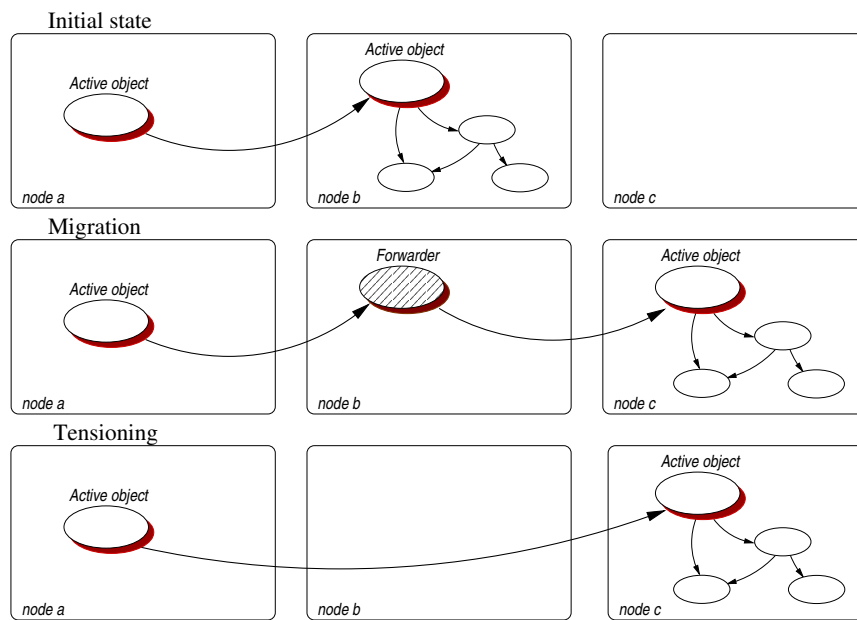 Initial state
Active object
Active object
node a
node b
node c
Migration
Active object
Forwarder
Active object
node a
node b
node c
Tensioning
Active object
Active object
node a
node b
node c